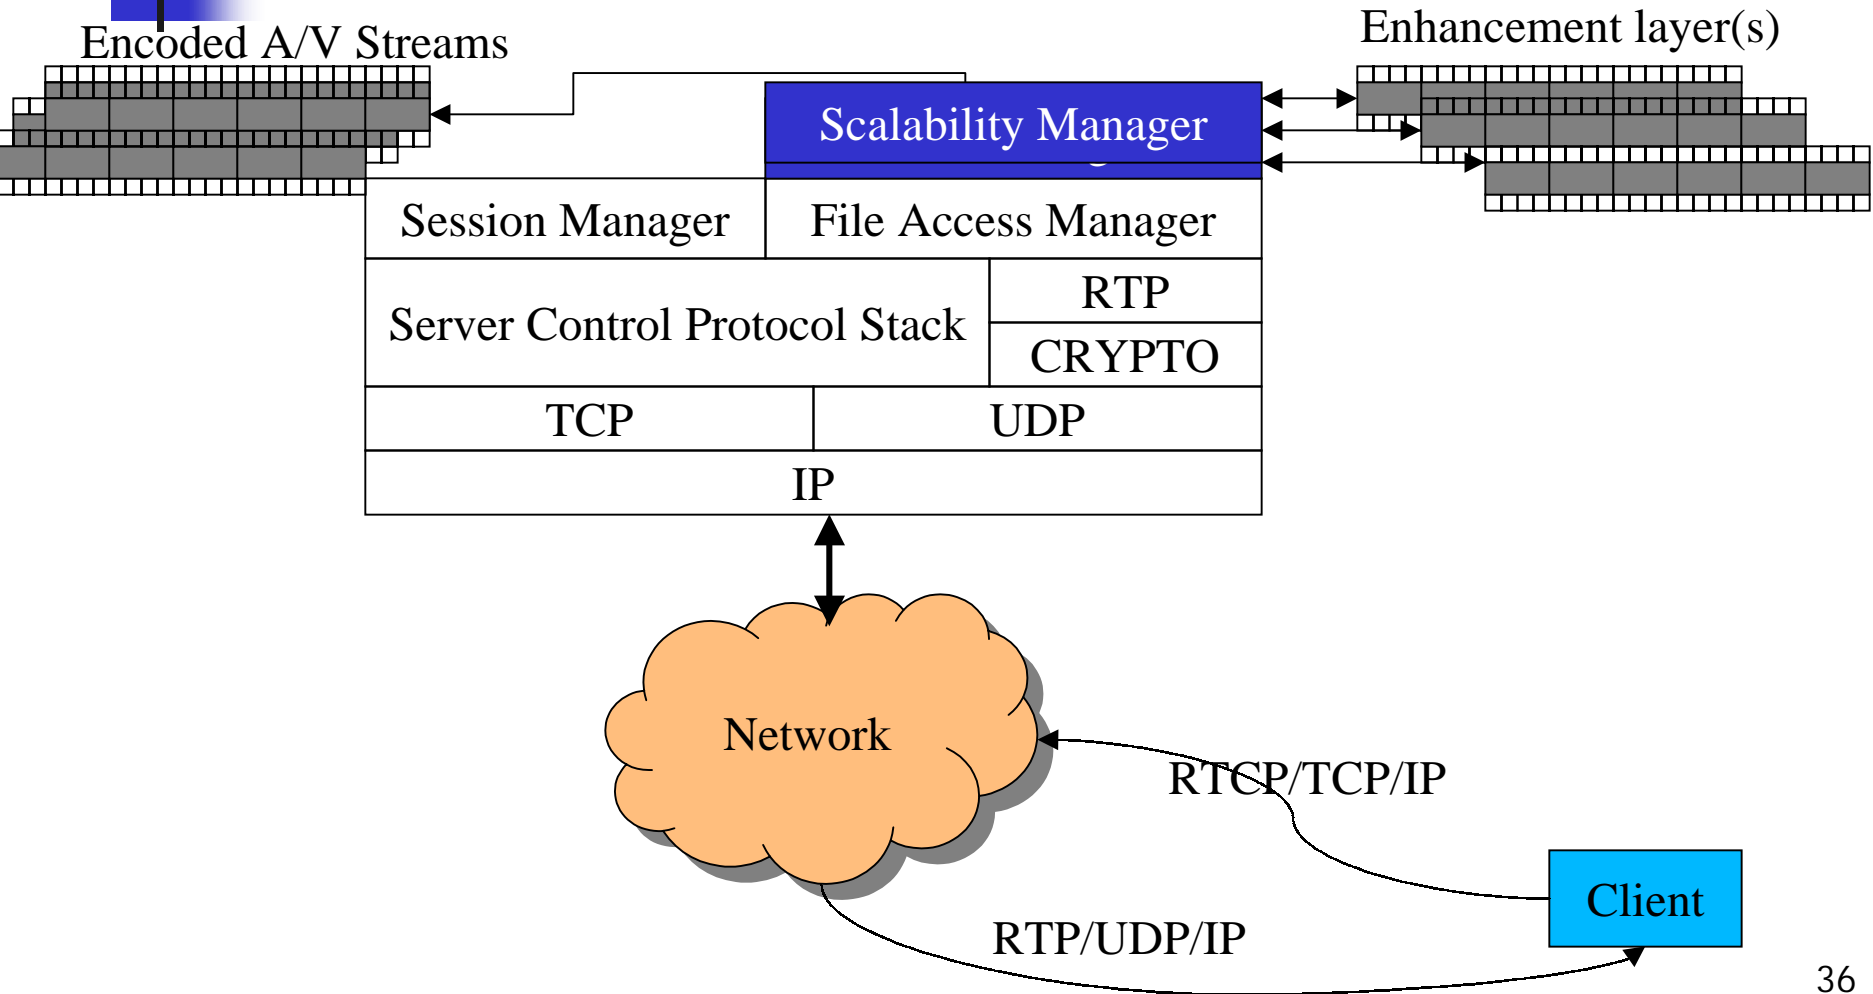 Encoded A/V Streams
Enhancement layer(s)
Scalability Manager
Session Manager
File Access Manager
Server Control Protocol Stack
RTP
CRYPTO
TCP
UDP
IP
Network
RTCP/TCP/IP
Client
RTP/UDP/IP
36